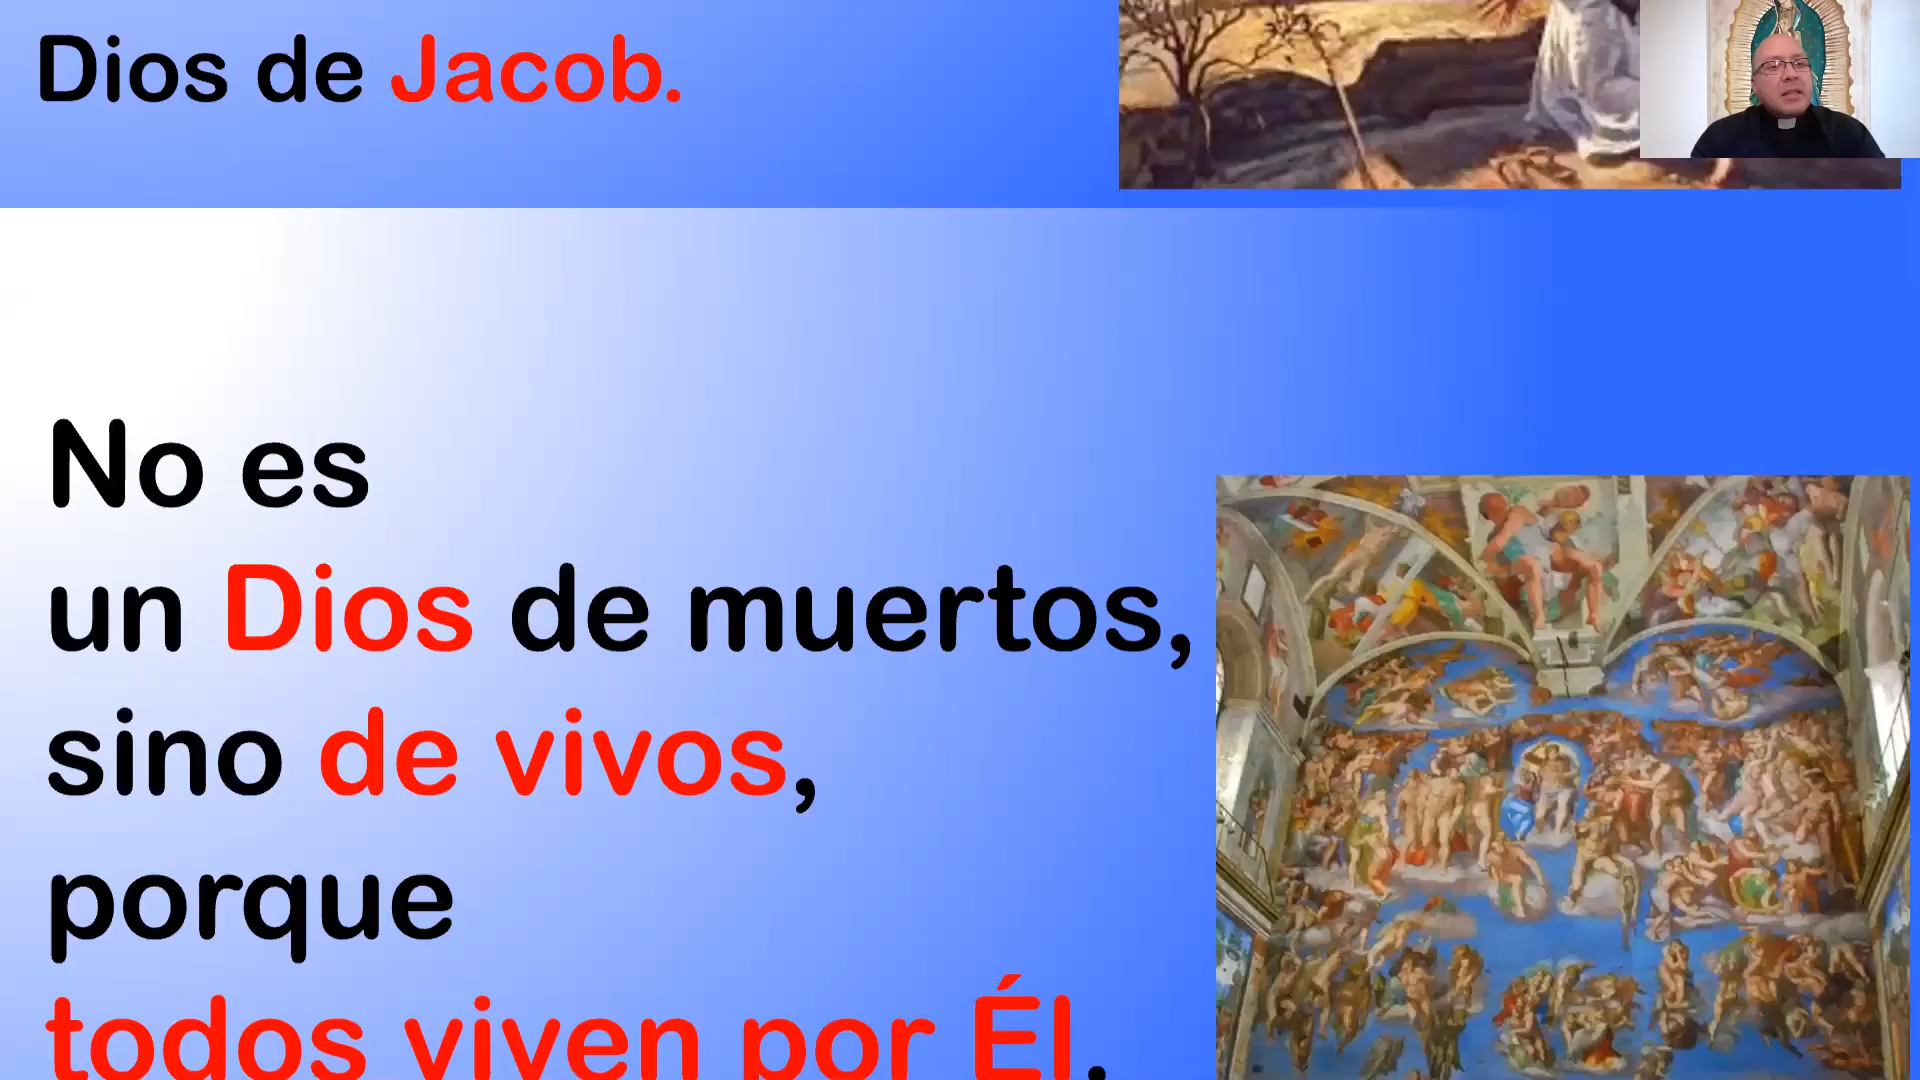 Dios de Jacob.
No es
un Dios de muertos,
sino de vivos,
porque
todos viven por Él.